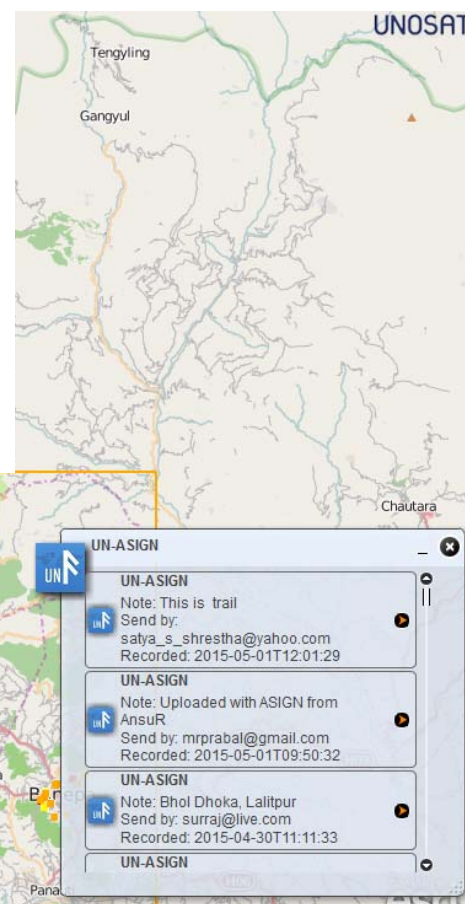 UNOSAT
Tengyling
Gangyul
Chautara
UN-ASIGN
UN
UN-ASIGN
Note: This is trail
Send by:
satya_s_shrestha@yahoo.com
Recorded: 2015-05-01T12:01:29
UN-ASIGN
Note: Uploaded with ASIGN from
AnsuR
Send by: mrprabal@gmail.com
Recorded: 2015-05-01T09:50:32
UN-ASIGN
Note: Bhol Dhoka, Lalitpur
Send by: surraj@live.com
Recorded: 2015-04-30T11:11:33
UN-ASIGN